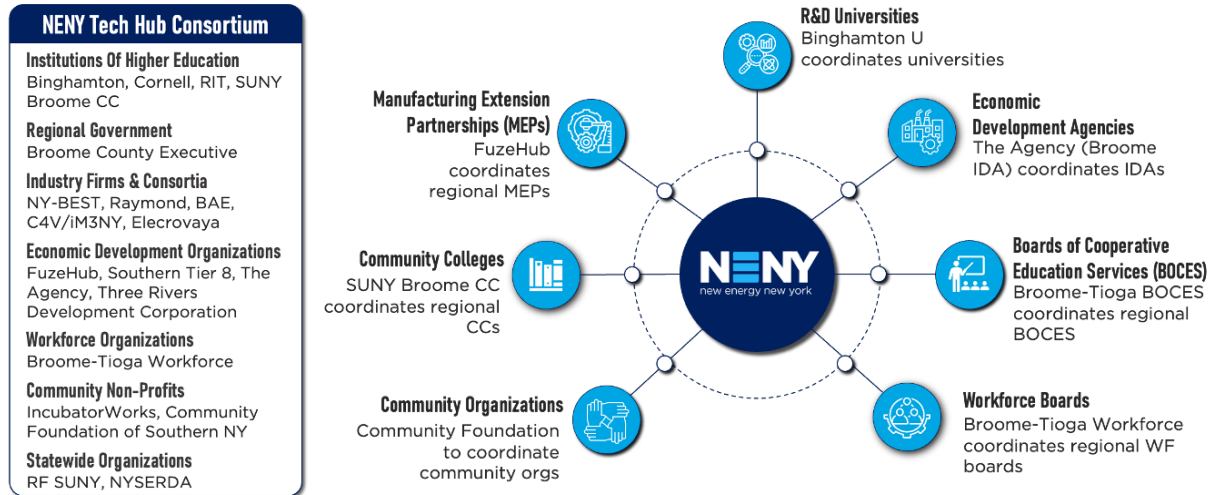 NENY Tech Hub Consortium
Institutions Of Higher Education
Binghamton, Cornell, RIT, SUNY
Broome CC
Regional Government
Broome County Executive
Industry Firms & Consortia
NY-BEST, Raymond, BAE,
C4V/iM3NY, Elecrovaya
Economic Development Organizations
FuzeHub, Southern Tier 8, The
Agency, Three Rivers
Development Corporation
Workforce Organizations
Broome-Tioga Workforce
Community Non-Profits
IncubatorWorks, Community
Foundation of Southern NY
Statewide Organizations
RF SUNY, NYSERDA
R&D Universities
Binghamton U
coordinates universities
Economic
Development Agencies
The Agency (Broome
IDA) coordinates IDAs
Boards of Cooperative
Education Services (BOCES)
Broome-Tioga BOCES
coordinates regional
BOCES
Workforce Boards
Broome-Tioga Workforce
coordinates regional WF
boards
Community Organizations
Community Foundation
to coordinate
community orgs
Community Colleges
SUNY Broome CC
coordinates regional
CCs
Manufacturing Extension
Partnerships (MEPs)
FuzeHub
coordinates
regional MEPs
NENY
new energy new york